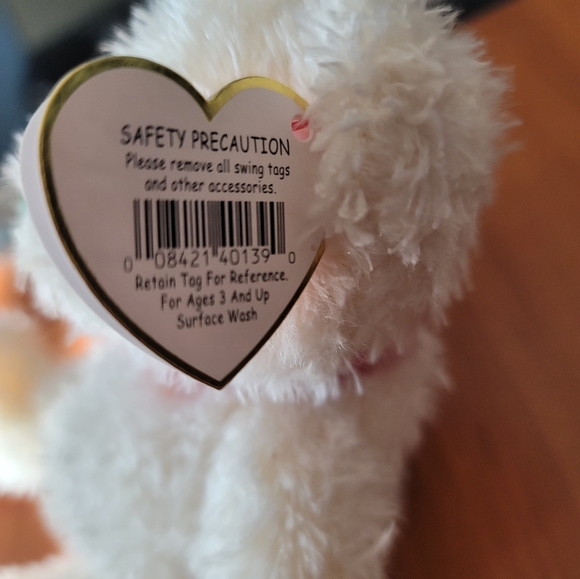 SAFETY PRECAUTION
Please remove all swing tags
and other accessories.
0 08421 40139 0
Retain Tag For Reference.
For Ages 3 And Up
Surface Wash